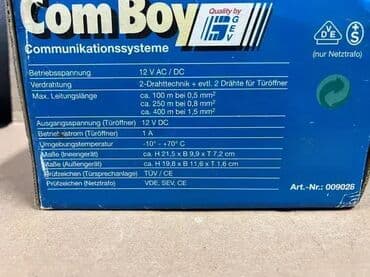 Com Boy
Quality by
GEV
VDE
S
(nur Netztrafo)
Communikationssysteme
Betriebsspannung 12 V AC / DC
Verdrahtung 2-Drahttechnik + evtl. 2 Drähte für Türöffner
Max. Leitungslänge ca. 100 m bei 0,5 mm²
ca. 250 m bei 0,8 mm²
ca. 400 m bei 1,5 mm²
Ausgangsspannung (Türöffner) 12 V DC
Betriebstrom (Türöffner) 1 A
Umgebungstemperatur -10° - +70° C
Maße (Innengerät) ca. H 21,5 x B 9,9 x T 7,2 cm
Maße (Außengerät) ca. H 19,8 x B 11,6 x 1,6 cm
Prüfzeichen (Türsprechanlage) TÜV / CE
Prüfzeichen (Netztrafo) VDE, SEV, CE
Art.-Nr.: 009028